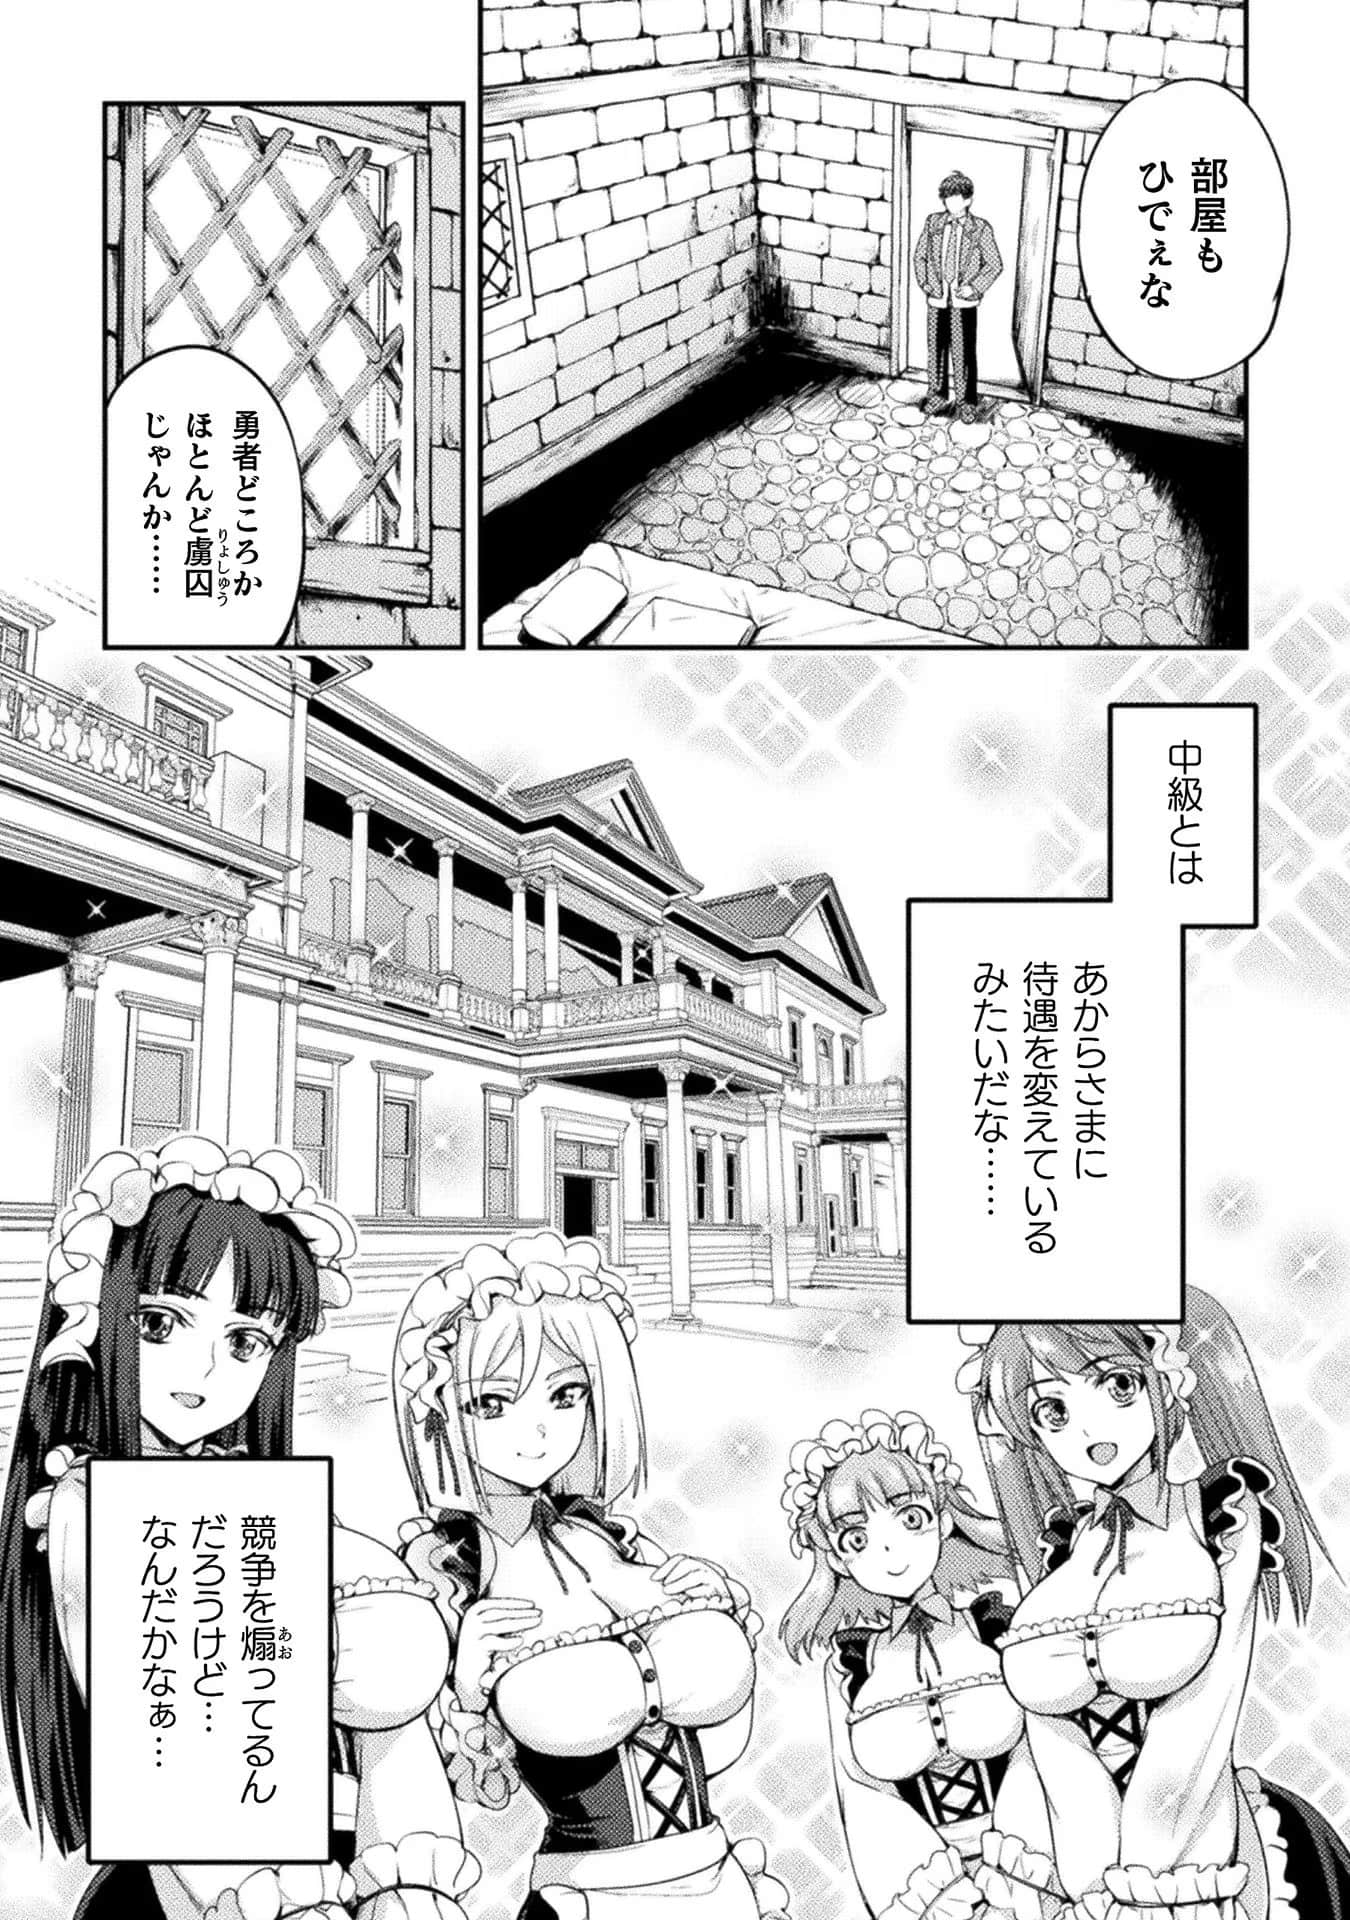 部屋も
ひでぇな
勇者どころか
ほとんど虜囚
りょしゅう
じゃんか……
中級とは
あからさまに
待遇を変えている
みたいだな……
競争を煽ってるん
あお
だろうけど…
なんだかなぁ…